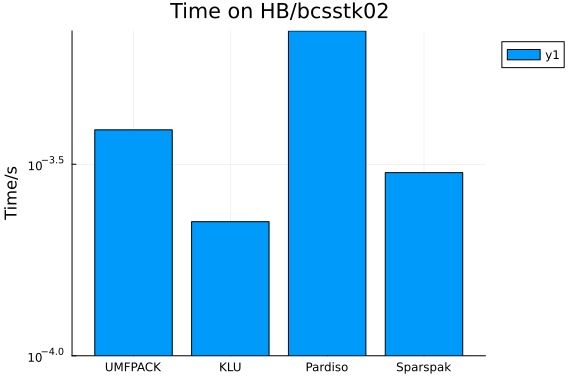 Time on HB/bcsstk02
y1
Time/s
10^-3.5
10^-4.0
UMFPACK KLU Pardiso Sparspak